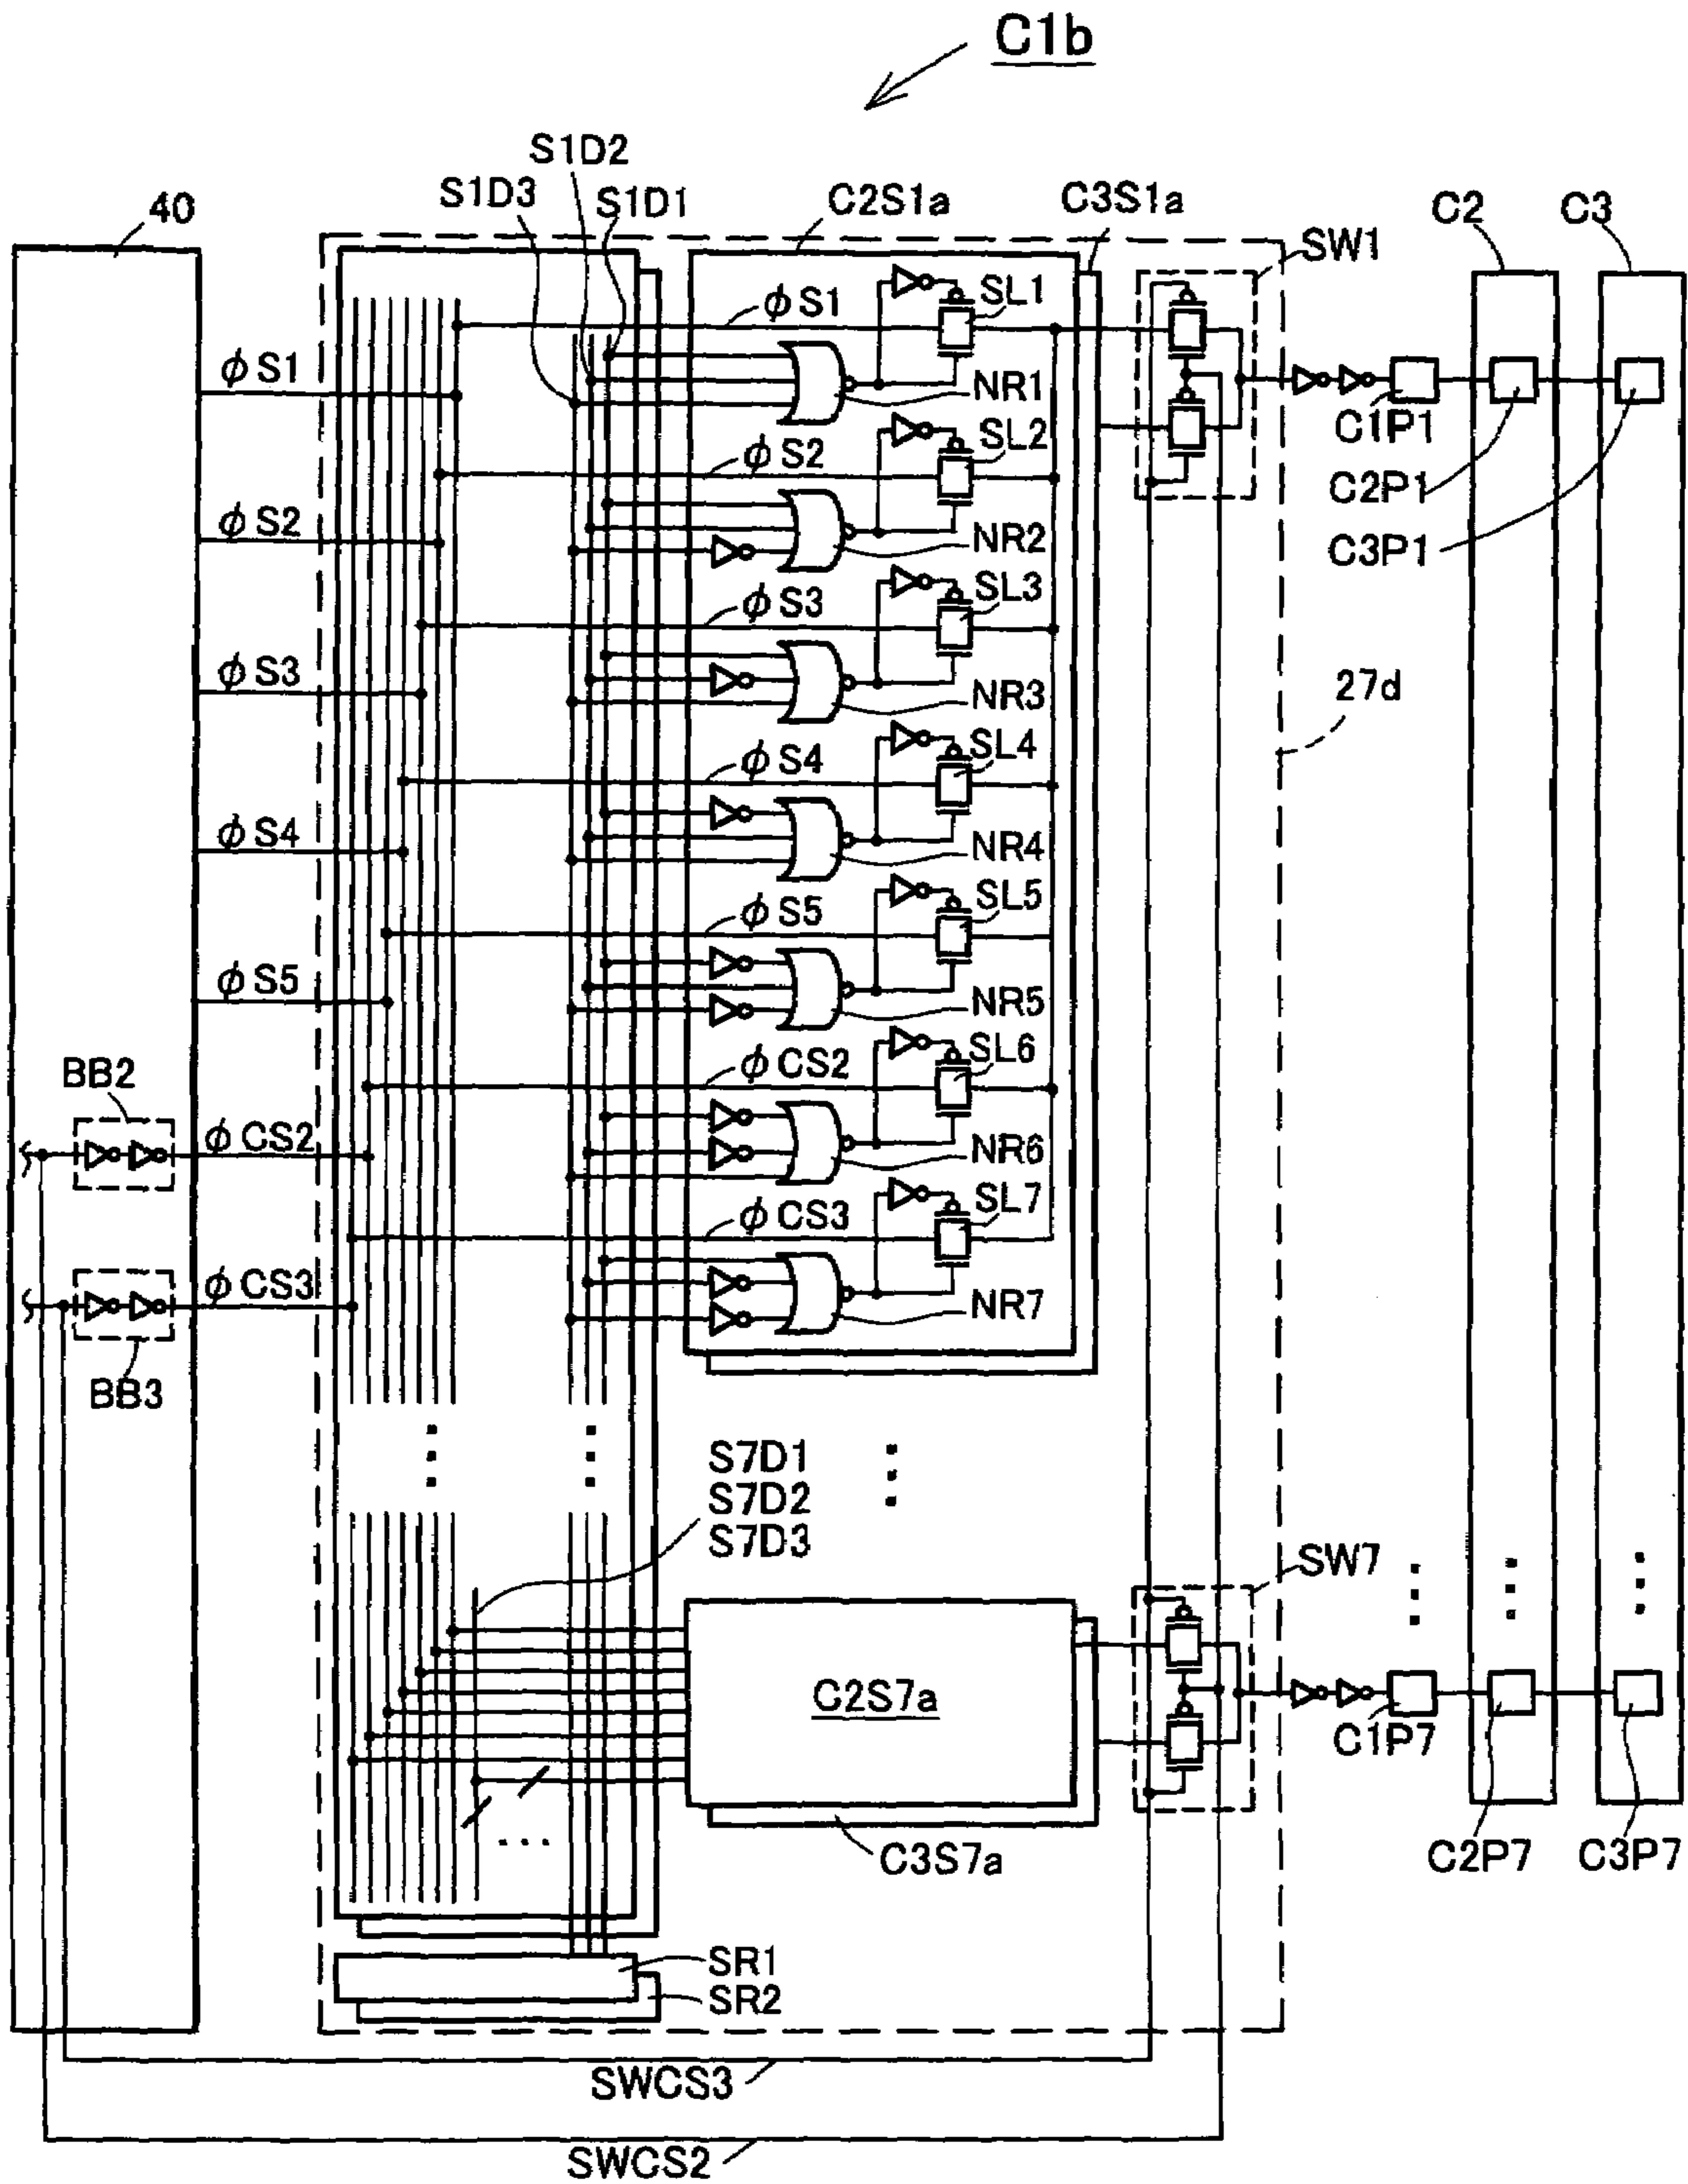 C1b
S1D2
S1D3
S1D1
C2S1a
C3S1a
C2
C3
40
SW1
φS1
SL1
φS1
NR1
C1P1
φS2
SL2
C2P1
φS2
NR2
C3P1
φS3
SL3
φS3
NR3
27d
φS4
SL4
φS4
NR4
φS5
SL5
φS5
NR5
BB2
φCS2
SL6
φCS2
NR6
φCS3
SL7
φCS3
NR7
BB3
S7D1
S7D2
S7D3
SW7
C2S7a
C1P7
C3S7a
C2P7
C3P7
SR1
SR2
SWCS3
SWCS2